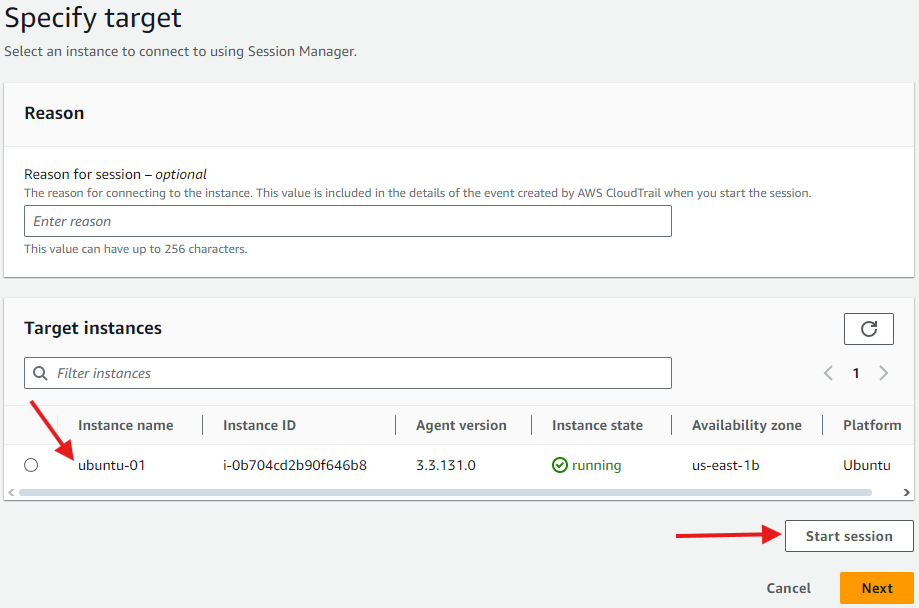 Specify target
Select an instance to connect to using Session Manager.
Reason
Reason for session – optional
The reason for connecting to the instance. This value is included in the details of the event created by AWS CloudTrail when you start the session.
Enter reason
This value can have up to 256 characters.
Target instances
Filter instances
1
Instance name Instance ID Agent version Instance state Availability zone Platform
ubuntu-01 i-0b704cd2b90f646b8 3.3.131.0 running us-east-1b Ubuntu
Start session
Cancel Next